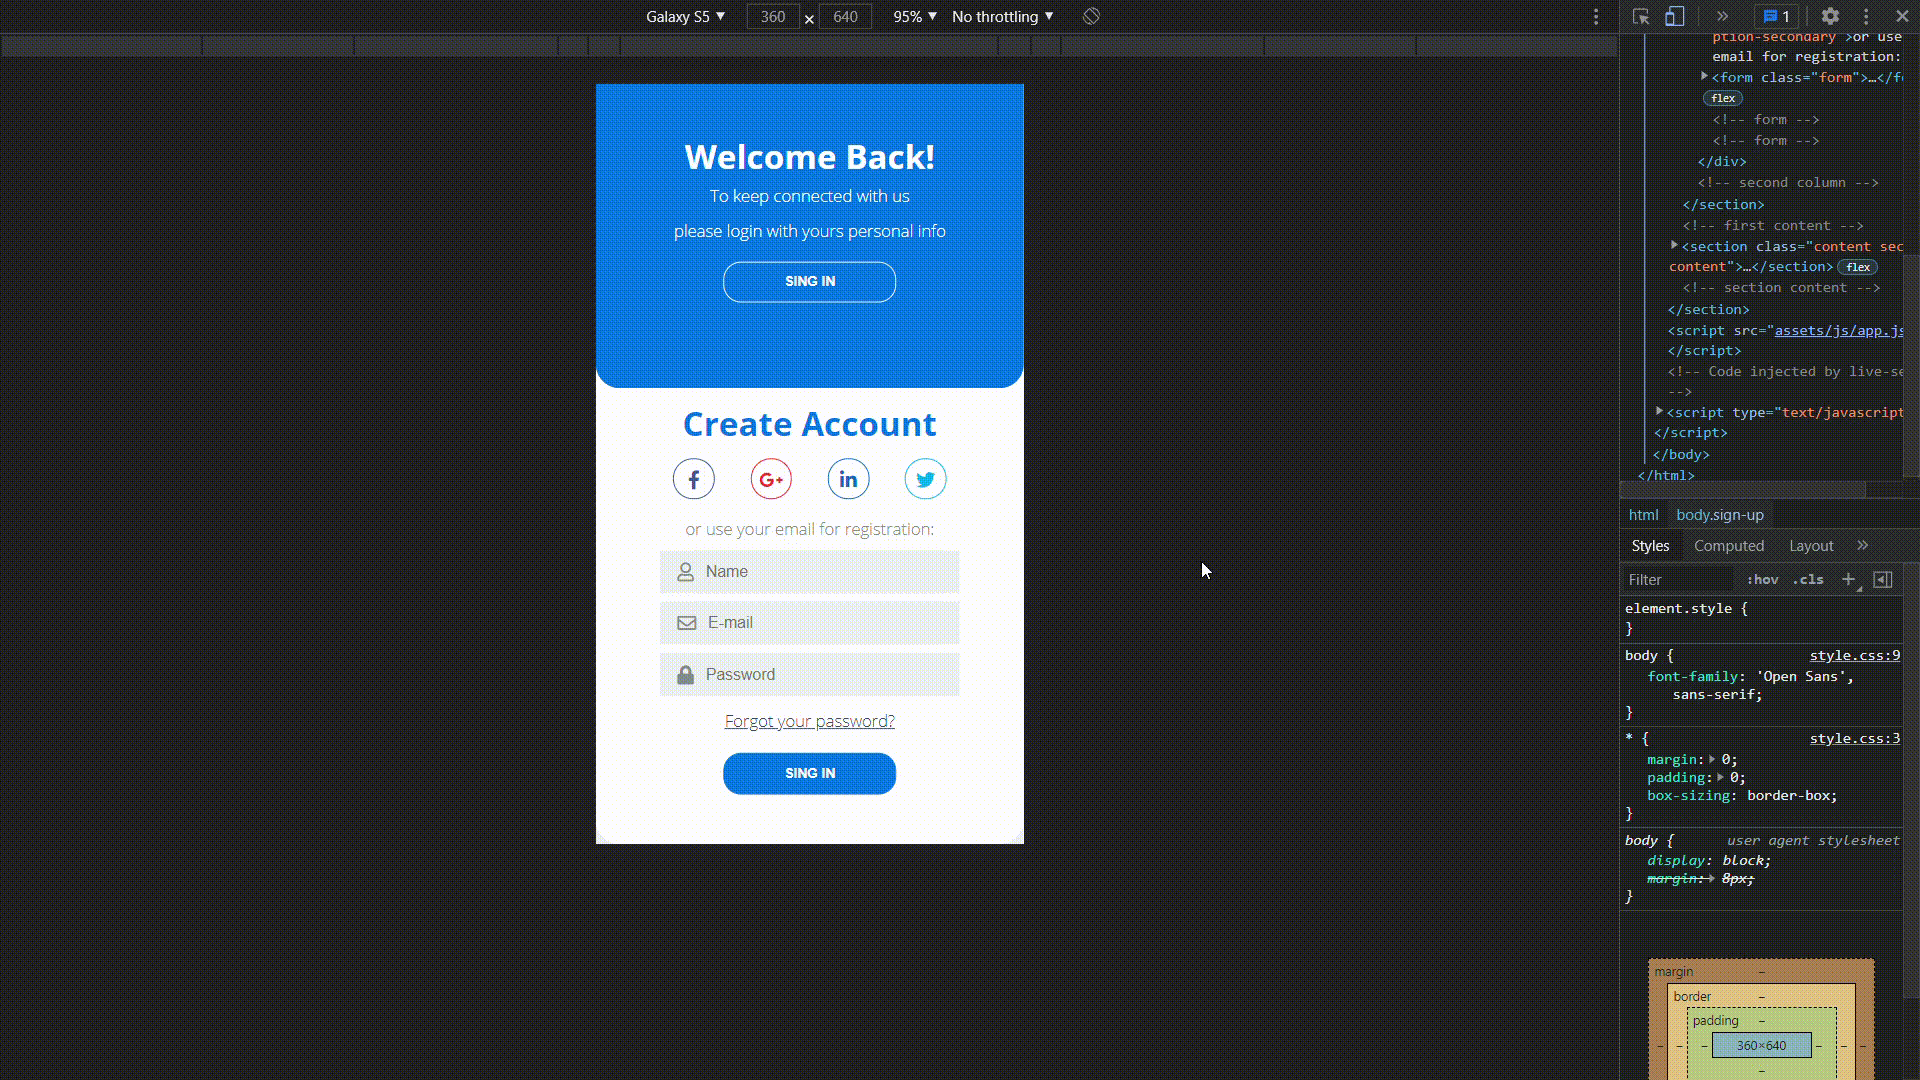 Galaxy S5 ▼ 360 × 640 95% ▼ No throttling ▼
1
ption-secondary">or use
email for registration:
<form class="form">…</fo
flex
<!-- form -->
<!-- form -->
</div>
<!-- second column -->
</section>
<!-- first content -->
<section class="content sec
content">…</section> flex
<!-- section content -->
</section>
<script src="assets/js/app.js
</script>
<!-- Code injected by live-se
-->
<script type="text/javascript
</script>
</body>
</html>
html body.sign-up
Styles Computed Layout »
Filter :hov .cls +
element.style {
}
body { style.css:9
font-family: 'Open Sans',
sans-serif;
}
* { style.css:3
margin: 0;
padding: 0;
box-sizing: border-box;
}
body { user agent stylesheet
display: block;
margin: 8px;
}
margin –
border –
padding –
– – – 360×640 – – –
–
Welcome Back!
To keep connected with us
please login with yours personal info
SING IN
Create Account
f G+ in
or use your email for registration:
Name
E-mail
Password
Forgot your password?
SING IN